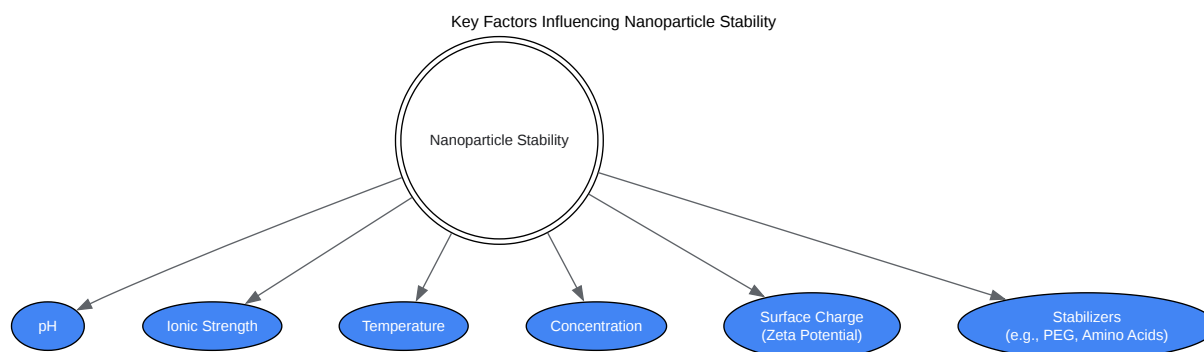 Key Factors Influencing Nanoparticle Stability
Nanoparticle Stability
pH
Ionic Strength
Temperature
Concentration
Surface Charge
(Zeta Potential)
Stabilizers
(e.g., PEG, Amino Acids)